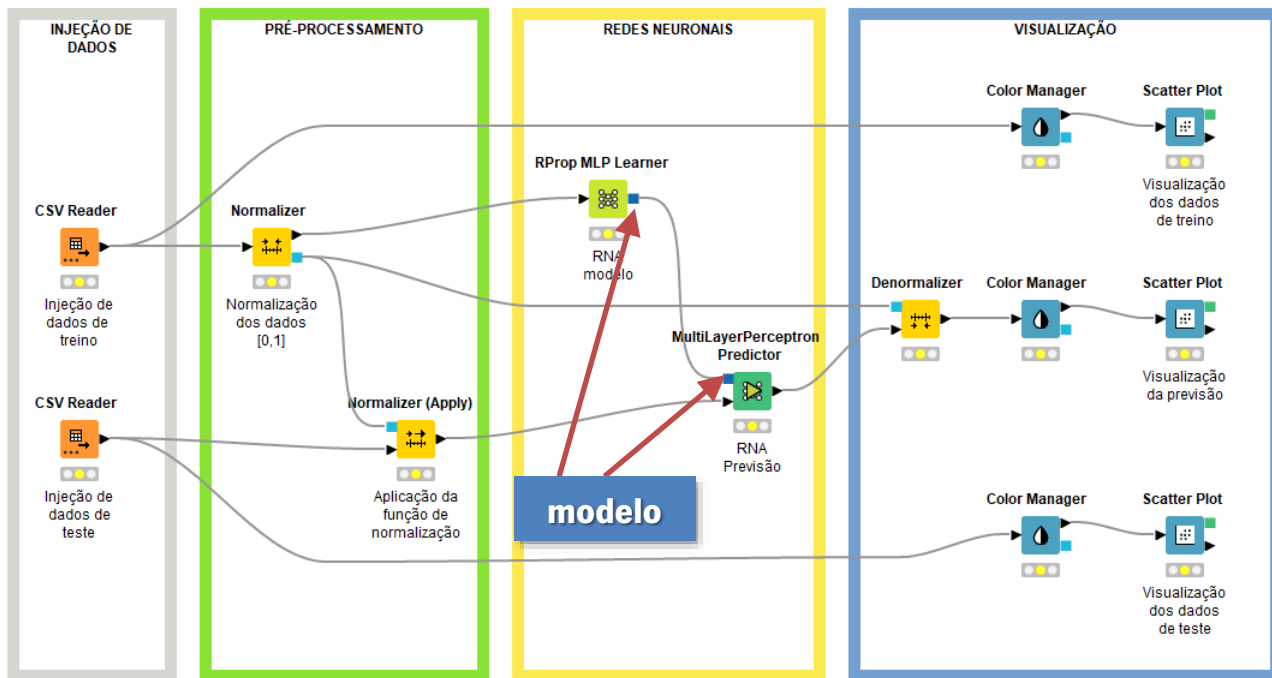 INJEÇÃO DE
DADOS
PRÉ-PROCESSAMENTO
REDES NEURONAIS
VISUALIZAÇÃO
Color Manager
Scatter Plot
Visualização
dos dados
de treino
RProp MLP Learner
RNA
modelo
CSV Reader
Injeção de
dados de
treino
Normalizer
Normalização
dos dados
[0,1]
Denormalizer
Color Manager
Scatter Plot
Visualização
da previsão
MultiLayerPerceptron
Predictor
RNA
Previsão
CSV Reader
Injeção de
dados de
teste
Normalizer (Apply)
Aplicação da
função de
normalização
modelo
Color Manager
Scatter Plot
Visualização
dos dados
de teste